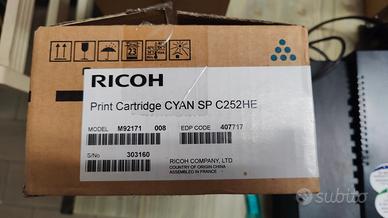 RICOH
Print Cartridge CYAN SP C252HE
MODEL M92171 008 EDP CODE 407717
S/No 303160 RICOH COMPANY, LTD
COUNTRY OF ORIGIN CHINA
ASSEMBLED IN FRANCE
subito